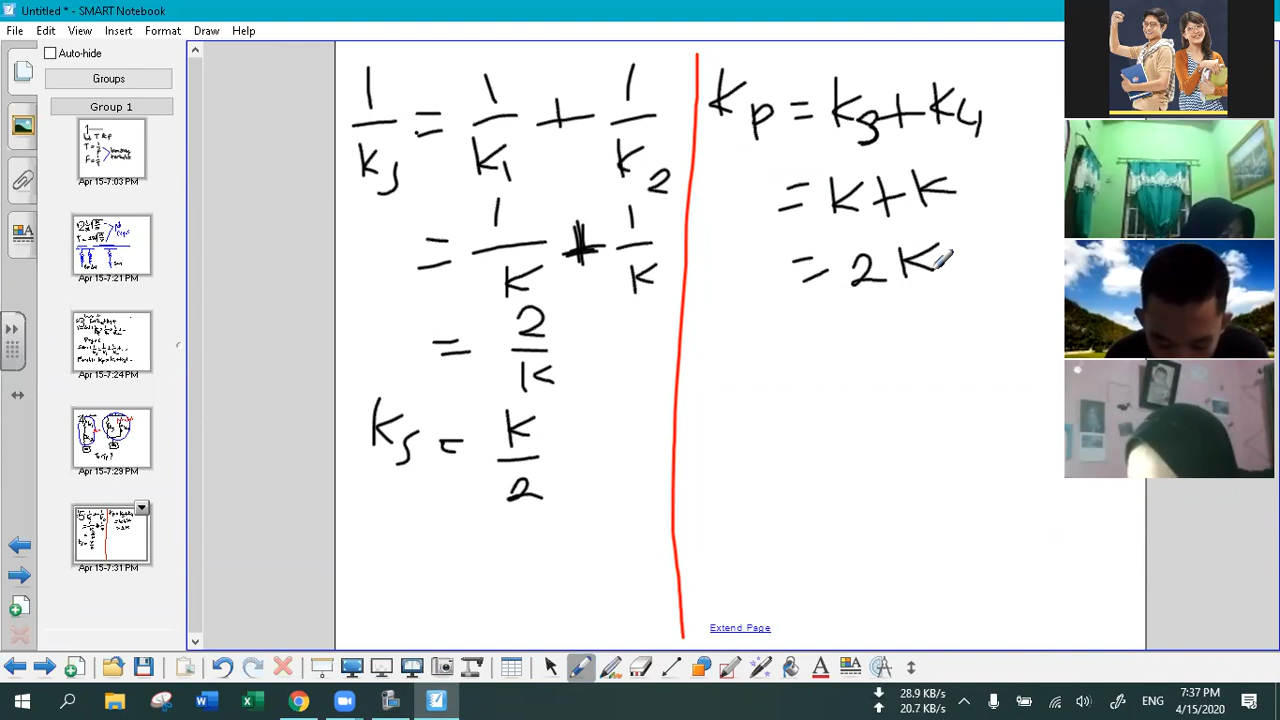 Untitled * - SMART Notebook
File Edit View Insert Format Draw Help
Auto-hide
Groups
Group 1
Apr 15-7:03 PM
Apr 15-7:21 PM
Apr 15-7:24 PM
Apr 15-7:29 PM
Apr 15-7:31 PM
1/ks = 1/k1 + 1/k2
= 1/k + 1/k
= 2/k
ks = k/2
kp = k3+k4
= k+k
= 2k
Extend Page
28.9 KB/s
20.7 KB/s
ENG
7:37 PM
4/15/2020